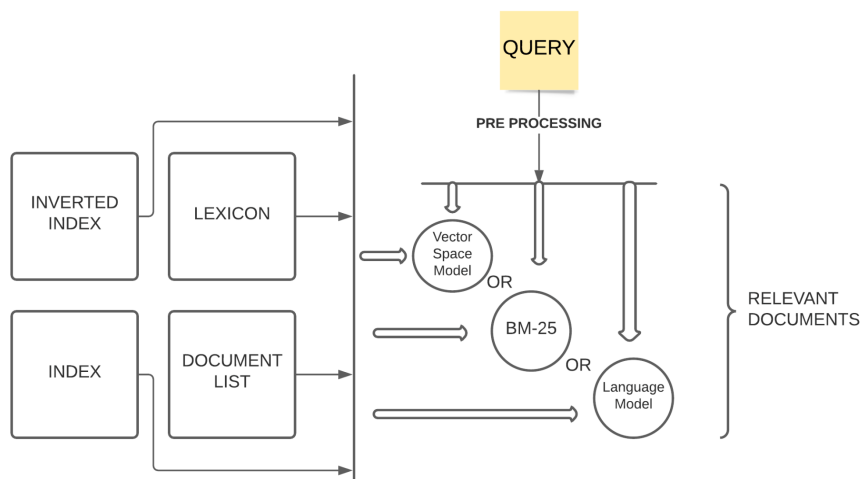 QUERY
PRE PROCESSING
INVERTED
INDEX
LEXICON
Vector
Space
Model
OR
BM-25
OR
Language
Model
INDEX
DOCUMENT
LIST
RELEVANT
DOCUMENTS